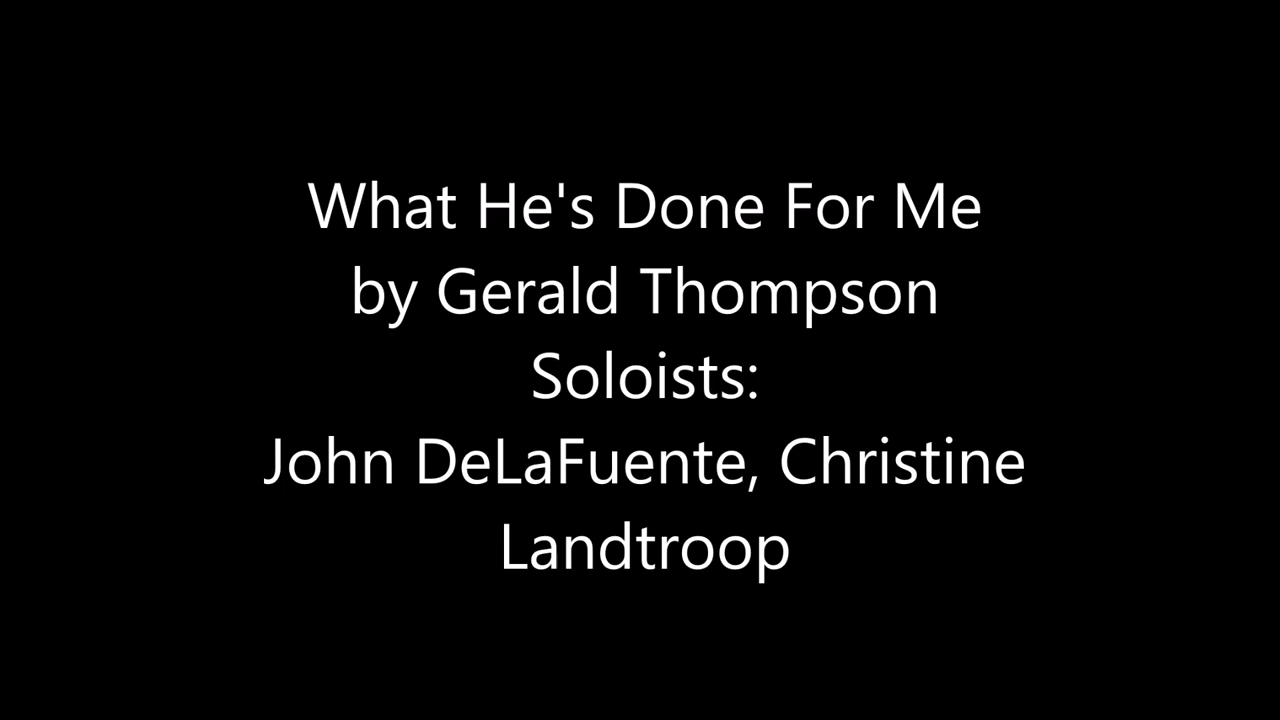 What He's Done For Me
by Gerald Thompson
Soloists:
John DeLaFuente, Christine
Landtroop